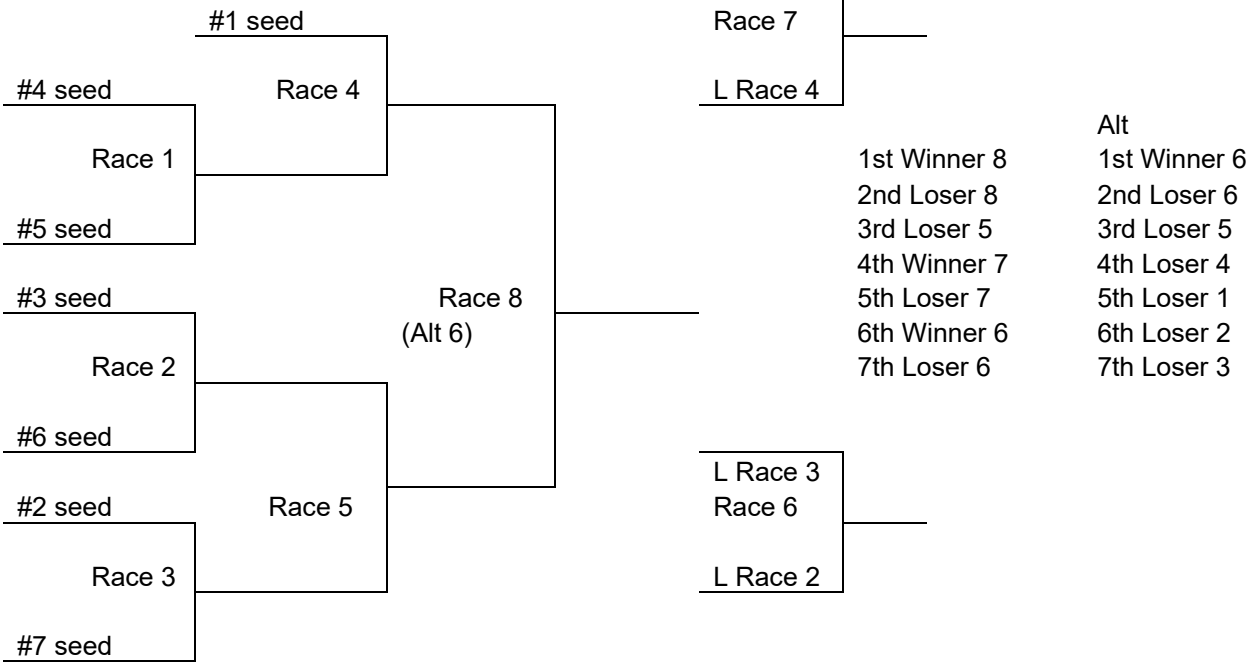 #1 seed
Race 7
#4 seed
Race 4
L Race 4
Alt
Race 1
1st Winner 8
1st Winner 6
2nd Loser 8
2nd Loser 6
#5 seed
3rd Loser 5
3rd Loser 5
4th Winner 7
4th Loser 4
#3 seed
Race 8
5th Loser 7
5th Loser 1
(Alt 6)
6th Winner 6
6th Loser 2
Race 2
7th Loser 6
7th Loser 3
#6 seed
L Race 3
#2 seed
Race 5
Race 6
Race 3
L Race 2
#7 seed